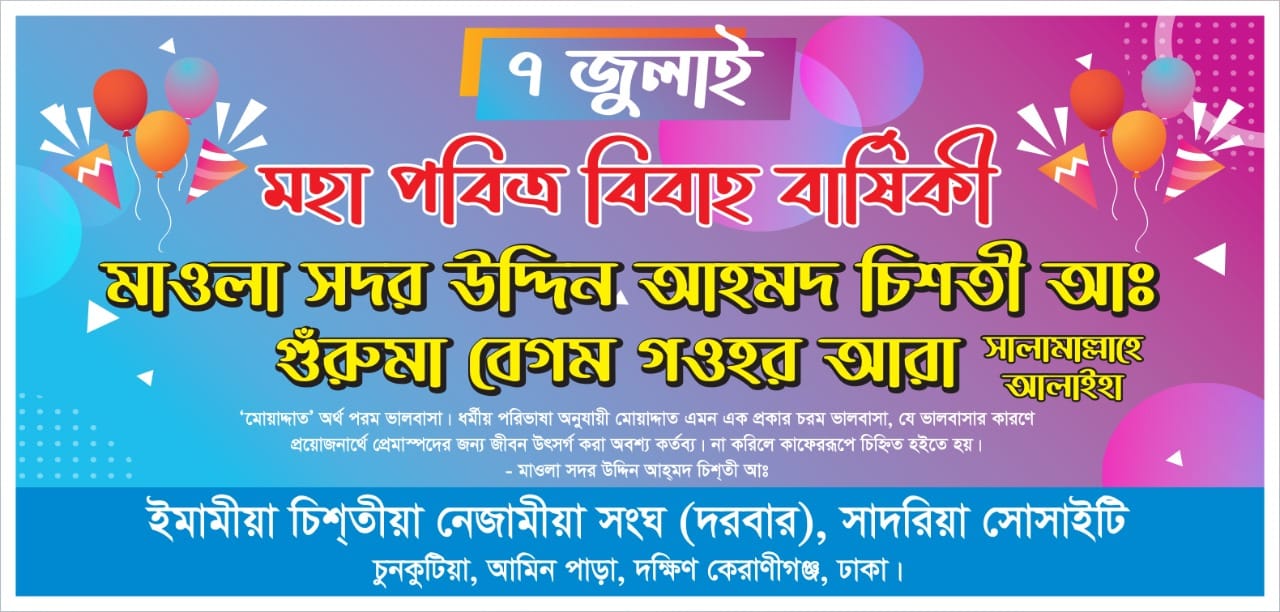 ৭ জুলাই
মহা পবিত্র বিবাহ বার্ষিকী
মাওলা সদর উদ্দিন আহমদ চিশতী আঃ
গুঁরুমা বেগম গওহর আরা সালামাল্লাহে
আলাইহা
‘মোয়াদ্দাত’ অর্থ পরম ভালবাসা। ধর্মীয় পরিভাষা অনুযায়ী মোয়াদ্দাত এমন এক প্রকার চরম ভালবাসা, যে ভালবাসার কারণে
প্রয়োজনার্থে প্রেমাস্পদের জন্য জীবন উৎসর্গ করা অবশ্য কর্তব্য। না করিলে কাফেররূপে চিহ্নিত হইতে হয়।
- মাওলা সদর উদ্দিন আহ্‌মদ চিশ্‌তী আঃ
ইমামীয়া চিশ্‌তীয়া নেজামীয়া সংঘ (দরবার), সাদরিয়া সোসাইটি
চুনকুটিয়া, আমিন পাড়া, দক্ষিণ কেরাণীগঞ্জ, ঢাকা।